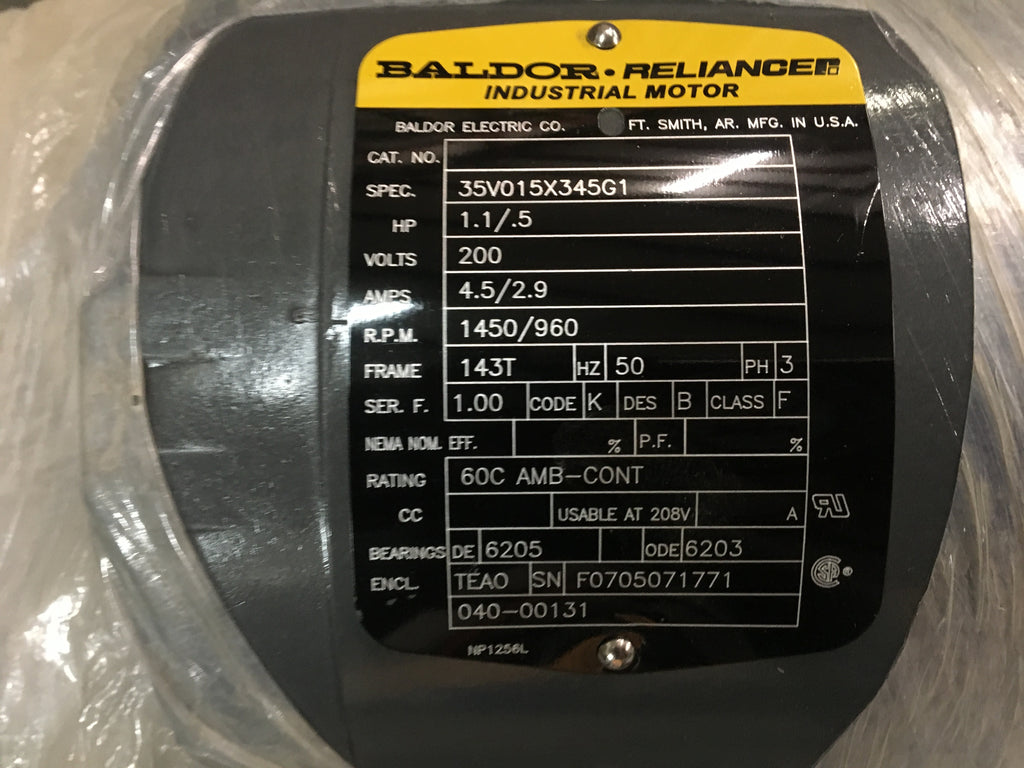 BALDOR • RELIANCER
INDUSTRIAL MOTOR
BALDOR ELECTRIC CO. FT. SMITH, AR. MFG. IN U.S.A.
CAT. NO.
SPEC. 35V015X345G1
HP 1.1/.5
VOLTS 200
AMPS 4.5/2.9
R.P.M. 1450/960
FRAME 143T HZ 50 PH 3
SER. F. 1.00 CODE K DES B CLASS F
NEMA NOM. EFF. % P.F. %
RATING 60C AMB-CONT
CC USABLE AT 208V A
BEARINGS DE 6205 ODE 6203
ENCL. TEAO SN F0705071771
040-00131
NP1256L
RU
SA ®